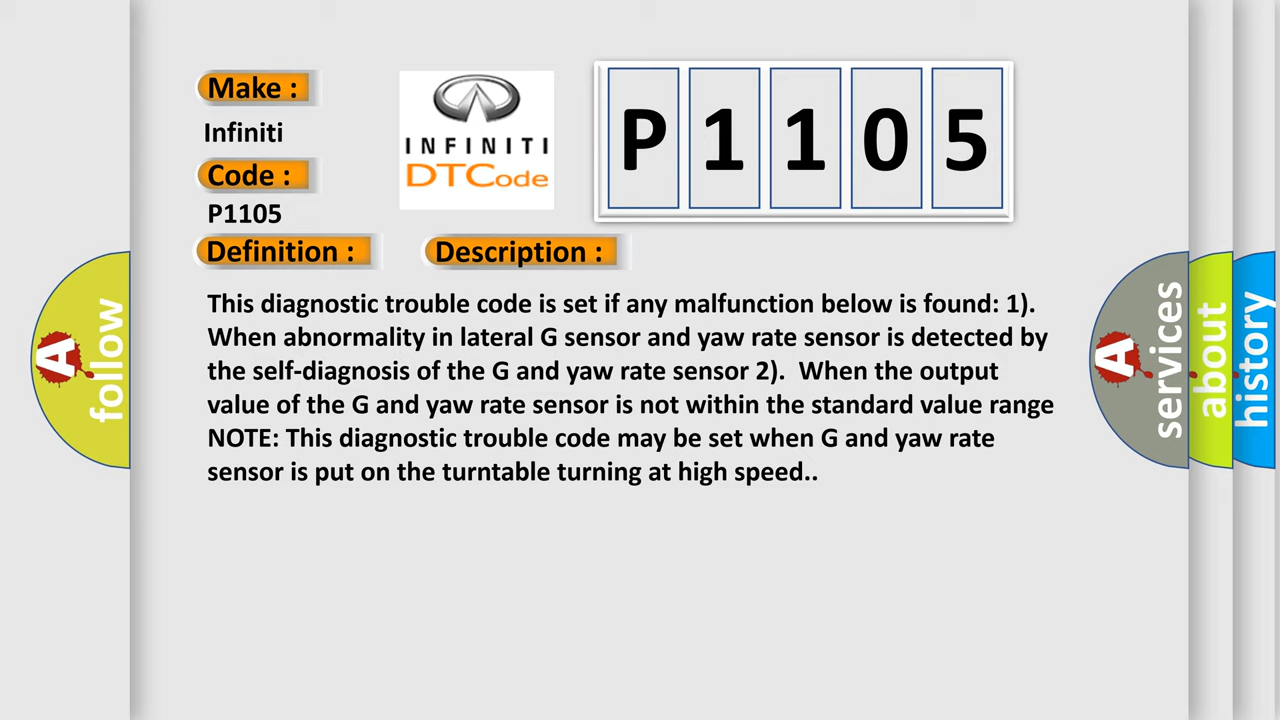 Make :
Infiniti
Code :
P1105
INFINITI
DTCode
P1105
Definition :
Description :
This diagnostic trouble code is set if any malfunction below is found: 1).
When abnormality in lateral G sensor and yaw rate sensor is detected by
the self-diagnosis of the G and yaw rate sensor 2).  When the output
value of the G and yaw rate sensor is not within the standard value range
NOTE: This diagnostic trouble code may be set when G and yaw rate
sensor is put on the turntable turning at high speed..
A
follow
A
services
about
history